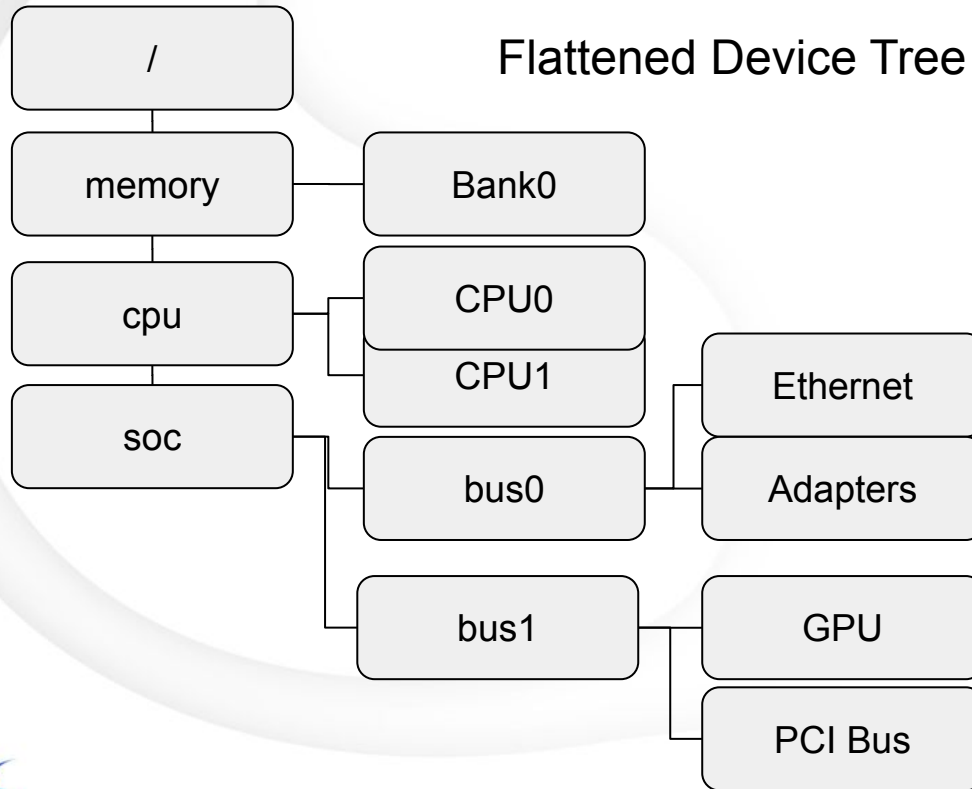 Flattened Device Tree
/
memory
Bank0
cpu
CPU0
CPU1
soc
bus0
Ethernet
Adapters
bus1
GPU
PCI Bus